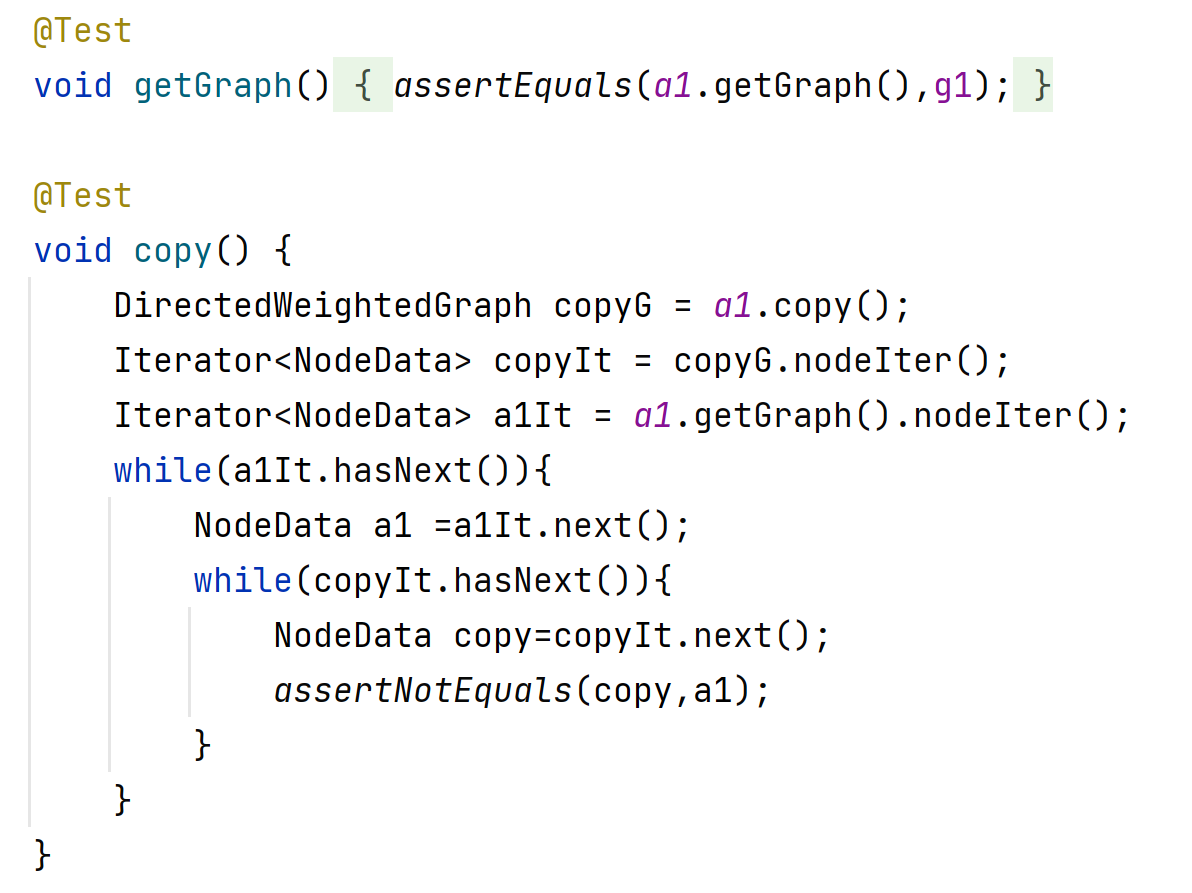 @Test
void getGraph() { assertEquals(a1.getGraph(),g1); }
@Test
void copy() {
    DirectedWeightedGraph copyG = a1.copy();
    Iterator<NodeData> copyIt = copyG.nodeIter();
    Iterator<NodeData> a1It = a1.getGraph().nodeIter();
    while(a1It.hasNext()){
        NodeData a1 =a1It.next();
        while(copyIt.hasNext()){
            NodeData copy=copyIt.next();
            assertNotEquals(copy,a1);
        }
    }
}